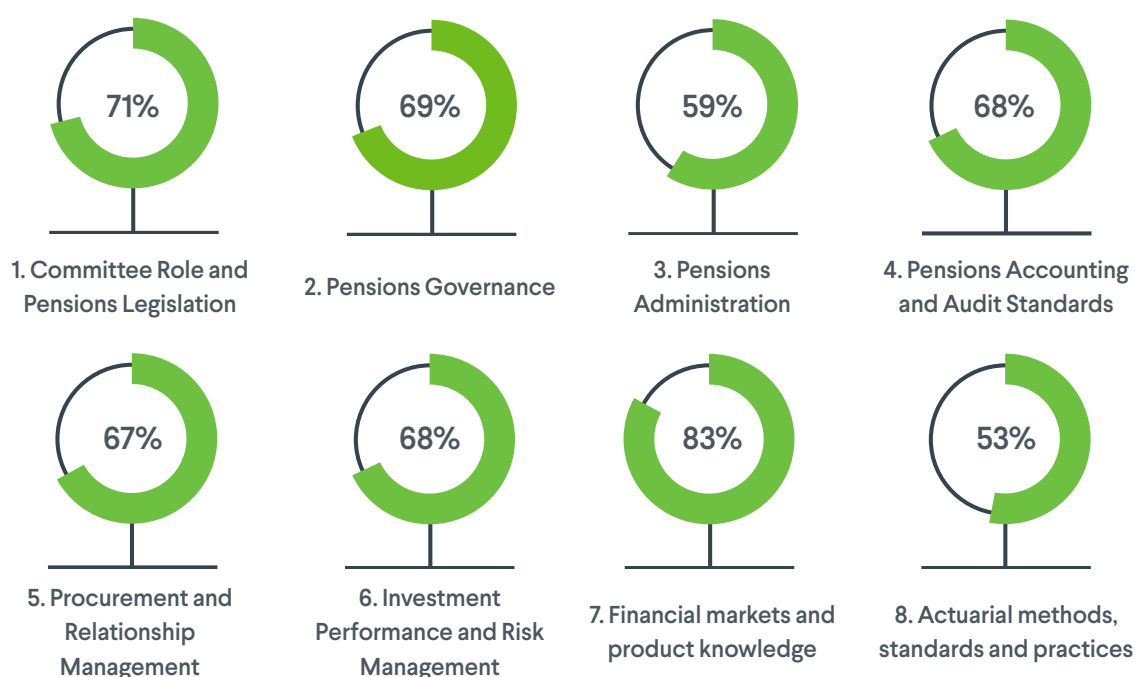 71%
69%
59%
68%
1. Committee Role and
Pensions Legislation
2. Pensions Governance
3. Pensions
Administration
4. Pensions Accounting
and Audit Standards
67%
68%
83%
53%
5. Procurement and
Relationship
Management
6. Investment
Performance and Risk
Management
7. Financial markets and
product knowledge
8. Actuarial methods,
standards and practices